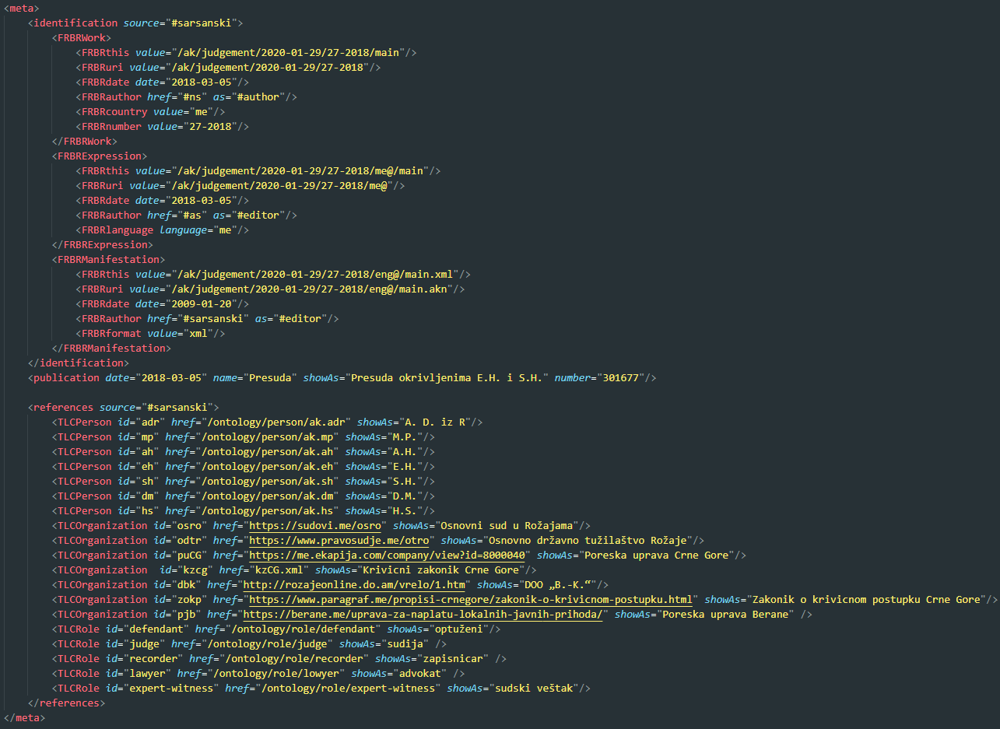 <meta>
<identification source="#sarsanski">
<FRBRWork>
<FRBRthis value="/ak/judgement/2020-01-29/27-2018/main"/>
<FRBRuri value="/ak/judgement/2020-01-29/27-2018"/>
<FRBRdate date="2018-03-05"/>
<FRBRauthor href="#ns" as="#author"/>
<FRBRcountry value="me"/>
<FRBRnumber value="27-2018"/>
</FRBRWork>
<FRBRExpression>
<FRBRthis value="/ak/judgement/2020-01-29/27-2018/me@/main"/>
<FRBRuri value="/ak/judgement/2020-01-29/27-2018/me@"/>
<FRBRdate date="2018-03-05"/>
<FRBRauthor href="#as" as="#editor"/>
<FRBRlanguage language="me"/>
</FRBRExpression>
<FRBRManifestation>
<FRBRthis value="/ak/judgement/2020-01-29/27-2018/eng@/main.xml"/>
<FRBRuri value="/ak/judgement/2020-01-29/27-2018/eng@/main.akn"/>
<FRBRdate date="2009-01-20"/>
<FRBRauthor href="#sarsanski" as="#editor"/>
<FRBRformat value="xml"/>
</FRBRManifestation>
</identification>
<publication date="2018-03-05" name="Presuda" showAs="Presuda okrivljenima E.H. i S.H." number="301677"/>
<references source="#sarsanski">
<TLCPerson id="adr" href="/ontology/person/ak.adr" showAs="A. D. iz R"/>
<TLCPerson id="mp" href="/ontology/person/ak.mp" showAs="M.P."/>
<TLCPerson id="ah" href="/ontology/person/ak.ah" showAs="A.H."/>
<TLCPerson id="eh" href="/ontology/person/ak.eh" showAs="E.H."/>
<TLCPerson id="sh" href="/ontology/person/ak.sh" showAs="S.H."/>
<TLCPerson id="dm" href="/ontology/person/ak.dm" showAs="D.M."/>
<TLCPerson id="hs" href="/ontology/person/ak.hs" showAs="H.S."/>
<TLCOrganization id="osro" href="https://sudovi.me/osro" showAs="Osnovni sud u Rožajama"/>
<TLCOrganization id="odtr" href="https://www.pravosudje.me/otro" showAs="Osnovno državno tužilaštvo Rožaje"/>
<TLCOrganization id="puCG" href="https://me.ekapija.com/company/view?id=8000040" showAs="Poreska uprava Crne Gore"/>
<TLCOrganization  id="kzcg" href="kzCG.xml" showAs="Krivicni zakonik Crne Gore"/>
<TLCOrganization id="dbk" href="http://rozajeonline.do.am/vrelo/1.htm" showAs="DOO „B.-K.“"/>
<TLCOrganization id="zokp" href="https://www.paragraf.me/propisi-crnegore/zakonik-o-krivicnom-postupku.html" showAs="Zakonik o krivicnom postupku Crne Gore"/>
<TLCOrganization id="pjb" href="https://berane.me/uprava-za-naplatu-lokalnih-javnih-prihoda/" showAs="Poreska uprava Berane" />
<TLCRole id="defendant" href="/ontology/role/defendant" showAs="optuženi"/>
<TLCRole id="judge" href="/ontology/role/judge" showAs="sudija" />
<TLCRole id="recorder" href="/ontology/role/recorder" showAs="zapisnicar" />
<TLCRole id="lawyer" href="/ontology/role/lowyer" showAs="advokat" />
<TLCRole id="expert-witness" href="/ontology/role/expert-witness" showAs="sudski veštak"/>
</references>
</meta>